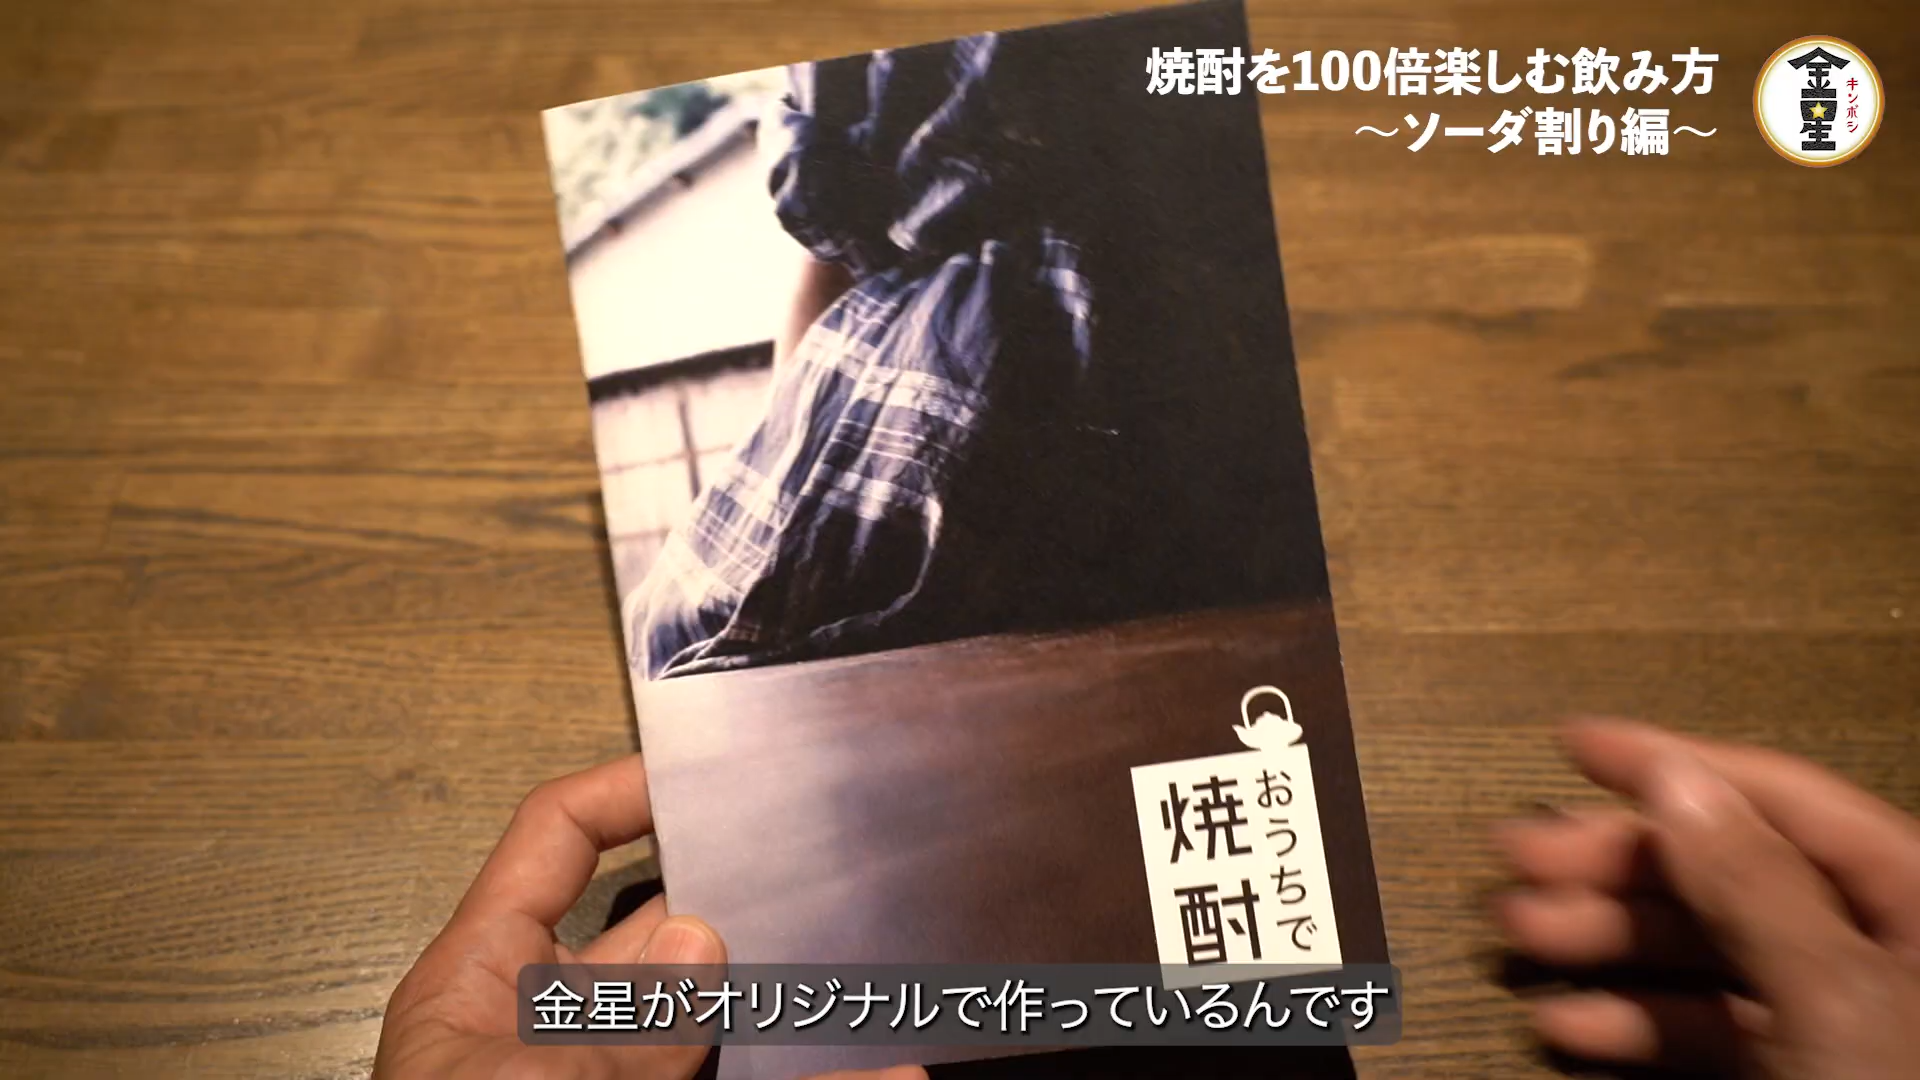 焼酎を100倍楽しむ飲み方
～ソーダ割り編～
金星
キンボシ
おうちで
焼酎
金星がオリジナルで作っているんです